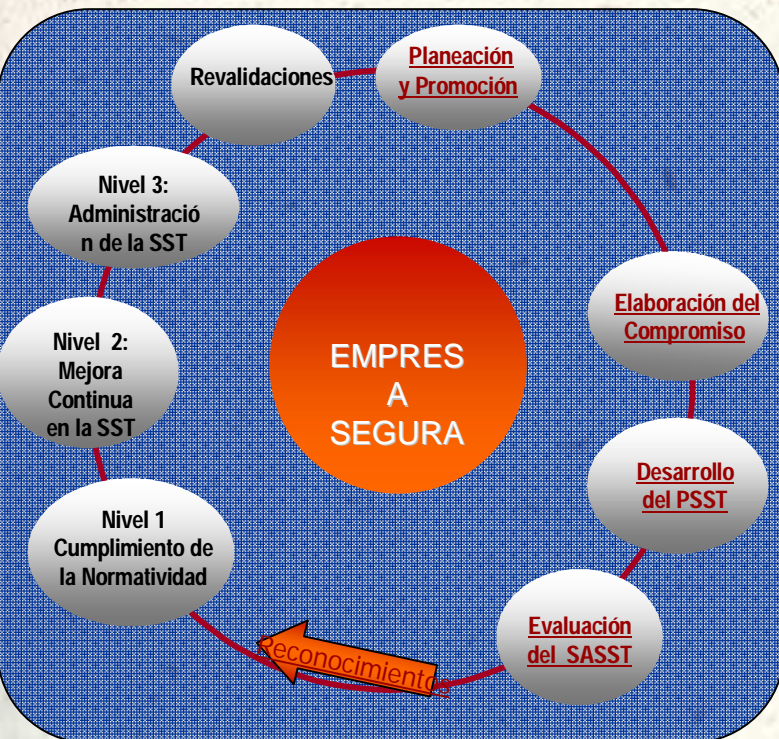 Planeación
y Promoción
Elaboración del
Compromiso
Desarrollo
del PSST
Evaluación
del SASST
Reconocimientos
Nivel 1
Cumplimiento de
la Normatividad
Nivel 2:
Mejora
Continua
en la SST
Nivel 3:
Administració
n de la SST
Revalidaciones
EMPRES
A
SEGURA